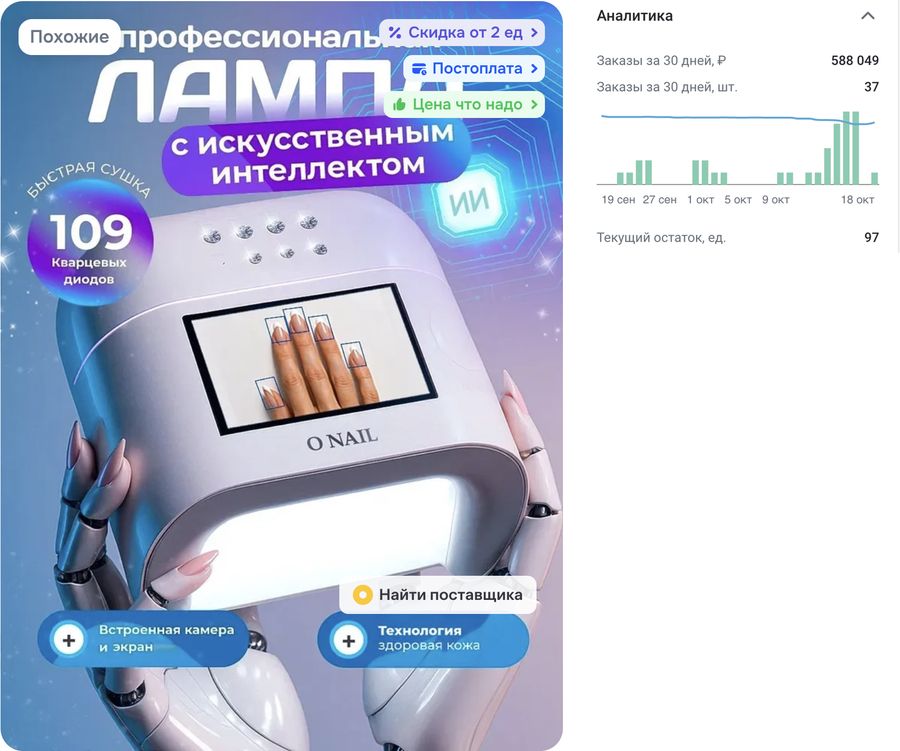 Похожие
профессиональная
Скидка от 2 ед
ЛАМПА
Постоплата
Цена что надо
с искусственным
интеллектом
БЫСТРАЯ СУШКА
109
Кварцевых
диодов
ИИ
O NAIL
Найти поставщика
Встроенная камера
и экран
Технология
здоровая кожа
Аналитика
Заказы за 30 дней, ₽ 588 049
Заказы за 30 дней, шт. 37
19 сен 27 сен 1 окт 5 окт 9 окт 18 окт
Текущий остаток, ед. 97